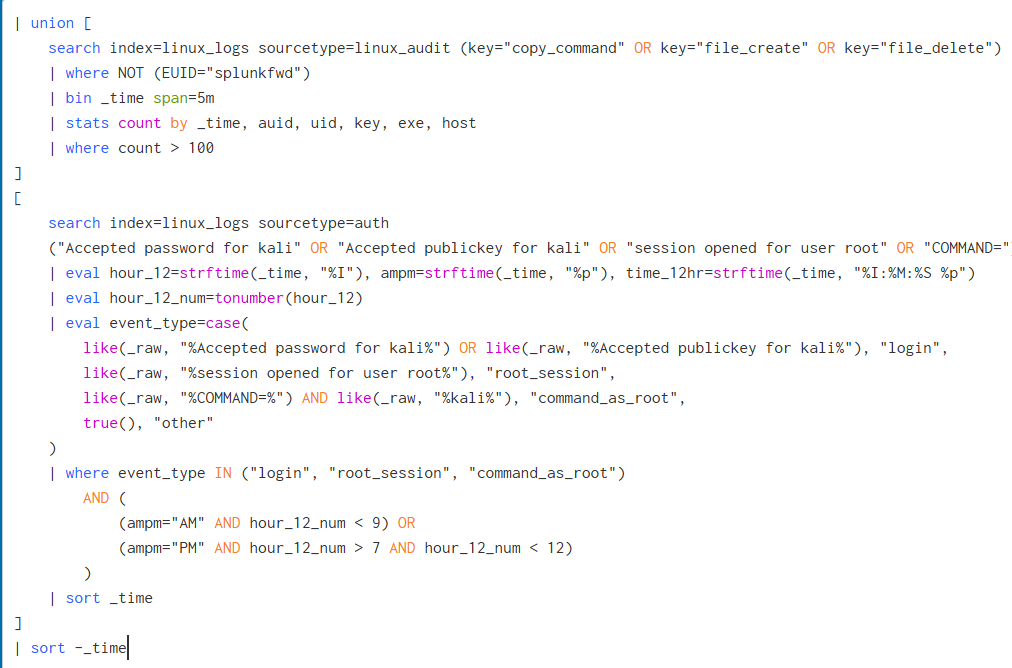 | union [
    search index=linux_logs sourcetype=linux_audit (key="copy_command" OR key="file_create" OR key="file_delete")
    | where NOT (EUID="splunkfwd")
    | bin _time span=5m
    | stats count by _time, auid, uid, key, exe, host
    | where count > 100
]
[
    search index=linux_logs sourcetype=auth
    ("Accepted password for kali" OR "Accepted publickey for kali" OR "session opened for user root" OR "COMMAND="
    | eval hour_12=strftime(_time, "%I"), ampm=strftime(_time, "%p"), time_12hr=strftime(_time, "%I:%M:%S %p")
    | eval hour_12_num=tonumber(hour_12)
    | eval event_type=case(
        like(_raw, "%Accepted password for kali%") OR like(_raw, "%Accepted publickey for kali%"), "login",
        like(_raw, "%session opened for user root%"), "root_session",
        like(_raw, "%COMMAND=%") AND like(_raw, "%kali%"), "command_as_root",
        true(), "other"
    )
    | where event_type IN ("login", "root_session", "command_as_root")
        AND (
            (ampm="AM" AND hour_12_num < 9) OR
            (ampm="PM" AND hour_12_num > 7 AND hour_12_num < 12)
        )
    | sort _time
]
| sort -_time